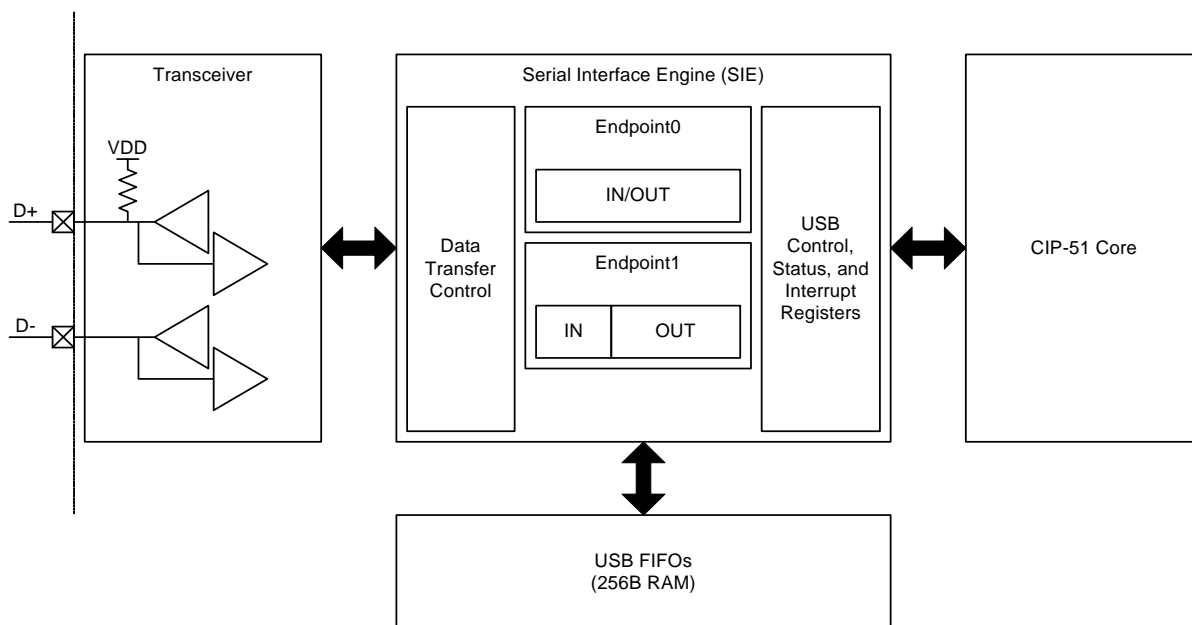 Transceiver
VDD
D+
D-
Serial Interface Engine (SIE)
Data
Transfer
Control
Endpoint0
IN/OUT
Endpoint1
IN
OUT
USB
Control,
Status, and
Interrupt
Registers
CIP-51 Core
USB FIFOs
(256B RAM)